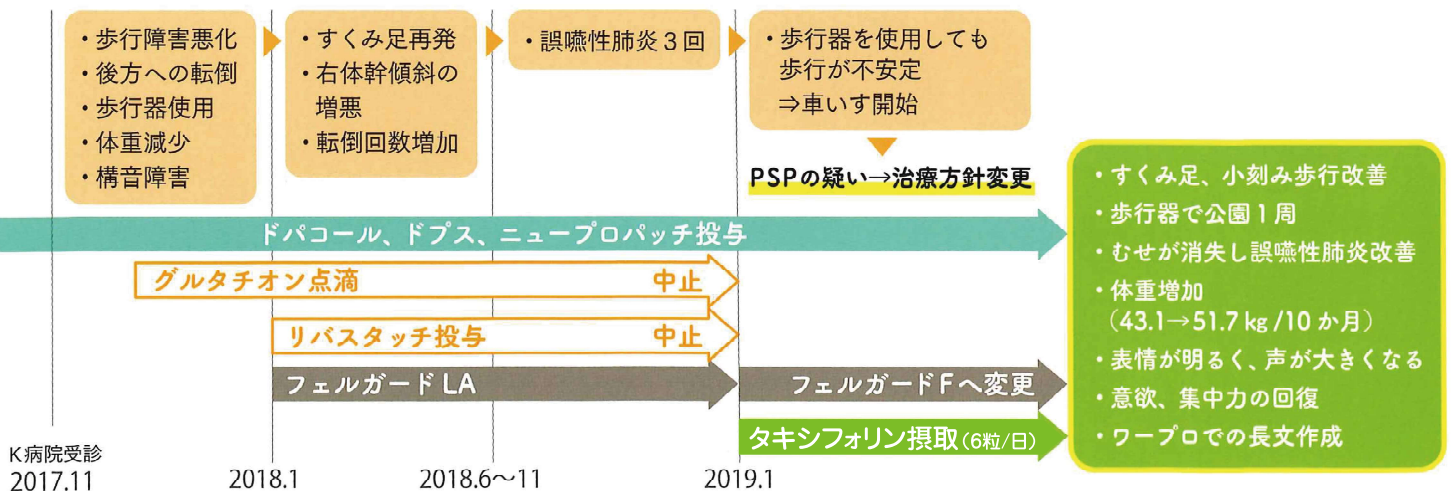 ・歩行障害悪化
・後方への転倒
・歩行器使用
・体重減少
・構音障害
・すくみ足再発
・右体幹傾斜の
増悪
・転倒回数増加
・誤嚥性肺炎3回
・歩行器を使用しても
歩行が不安定
⇒車いす開始
PSPの疑い→治療方針変更
ドパコール、ドプス、ニュープロパッチ投与
グルタチオン点滴 中止
リバスタッチ投与 中止
フェルガードLA
フェルガードFへ変更
タキシフォリン摂取(6粒/日)
・すくみ足、小刻み歩行改善
・歩行器で公園1周
・むせが消失し誤嚥性肺炎改善
・体重増加
(43.1→51.7kg/10か月)
・表情が明るく、声が大きくなる
・意欲、集中力の回復
・ワープロでの長文作成
K病院受診
2017.11
2018.1
2018.6〜11
2019.1